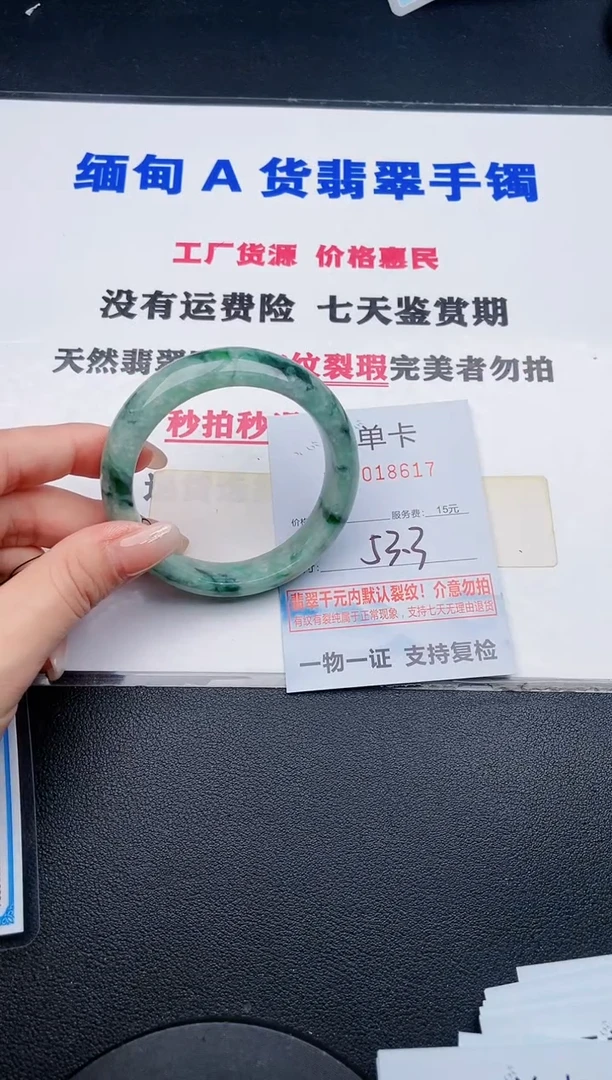 缅甸 A 货翡翠手镯
工厂货源 价格惠民
没有运费险 七天鉴赏期
天然翡翠 纹裂瑕完美者勿拍
秒拍秒
单卡
018617
服务费: 15元
53.3
翡翠千元内默认裂纹！介意勿拍
有纹有裂纯属于正常现象，支持七天无理由退货
一物一证 支持复检